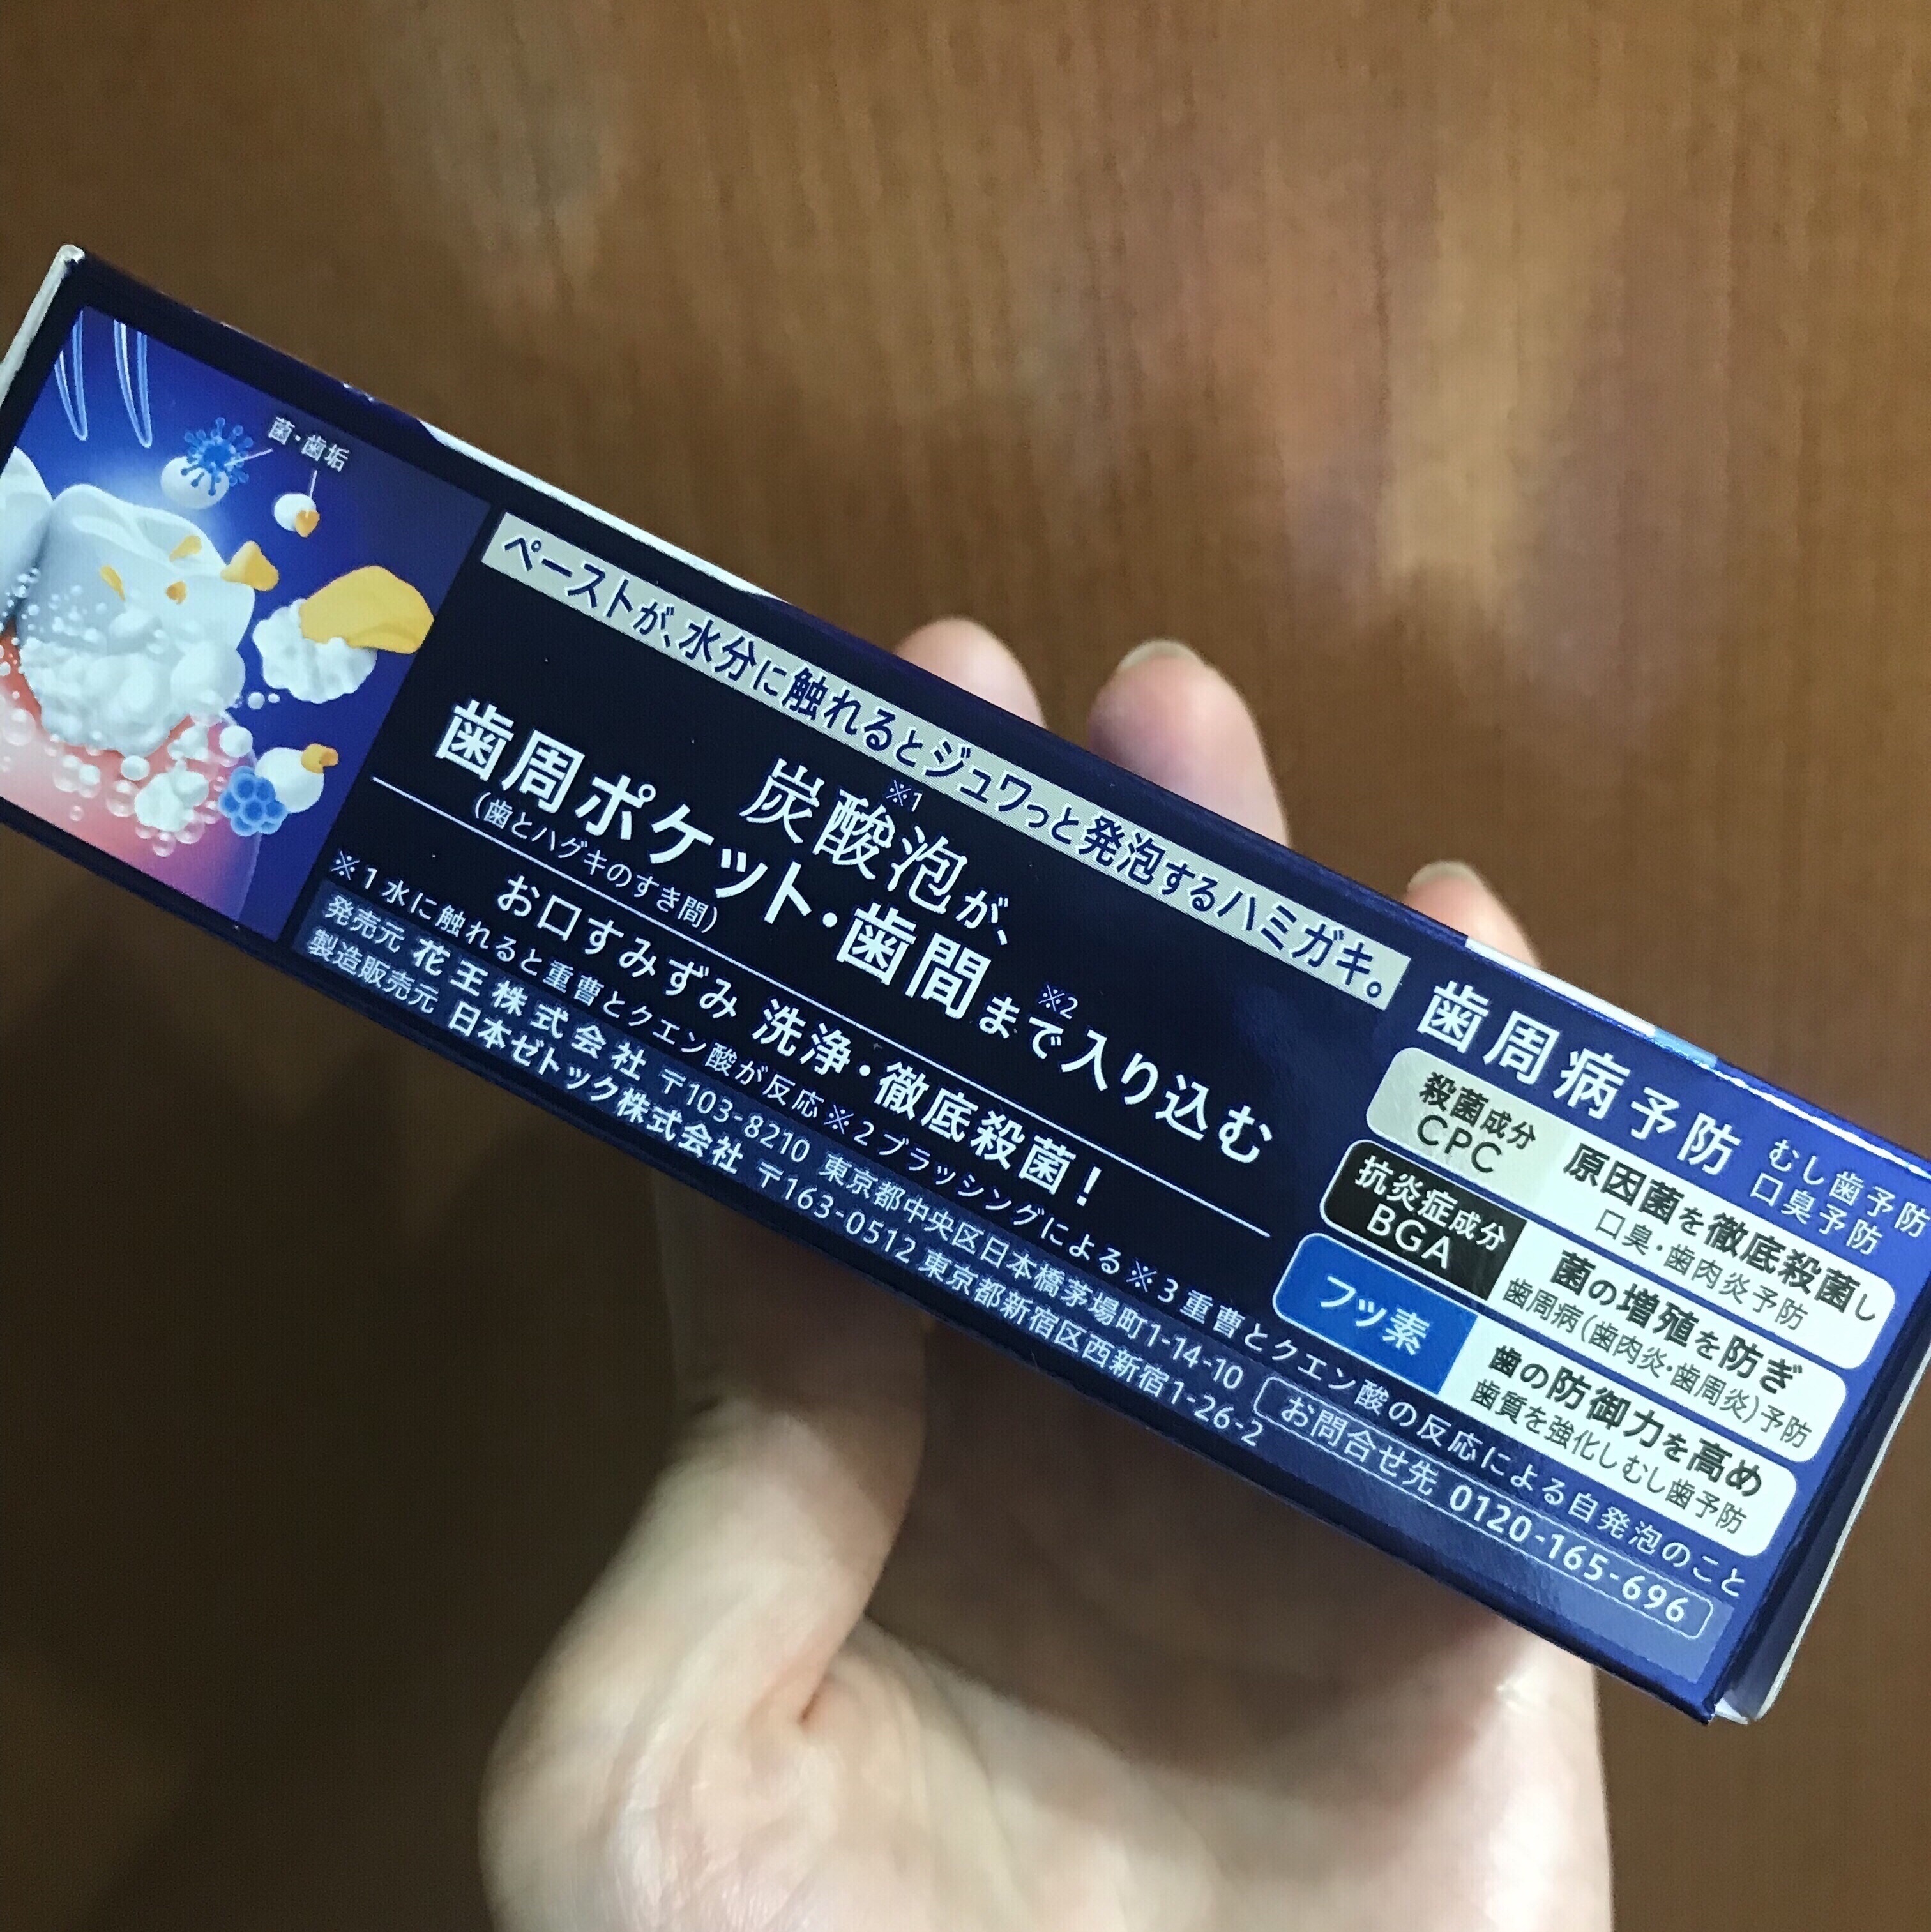 菌・歯垢
ペーストが、水分に触れるとジュワっと発泡するハミガキ。
炭酸泡※1が、
歯周ポケット・歯間まで※2入り込む
(歯とハグキのすき間)
お口すみずみ 洗浄・徹底殺菌！
歯周病予防 むし歯予防
口臭予防
殺菌成分
CPC
原因菌を徹底殺菌し
口臭・歯肉炎予防
抗炎症成分
BGA
菌の増殖を防ぎ
歯周病(歯肉炎・歯周炎)予防
フッ素
歯の防御力を高め
歯質を強化しむし歯予防
※1水に触れると重曹とクエン酸が反応※2ブラッシングによる※3重曹とクエン酸の反応による自発泡のこと
発売元 花王株式会社 〒103-8210 東京都中央区日本橋茅場町1-14-10
製造販売元 日本ゼトック株式会社 〒163-0512 東京都新宿区西新宿1-26-2
お問合せ先 0120-165-696